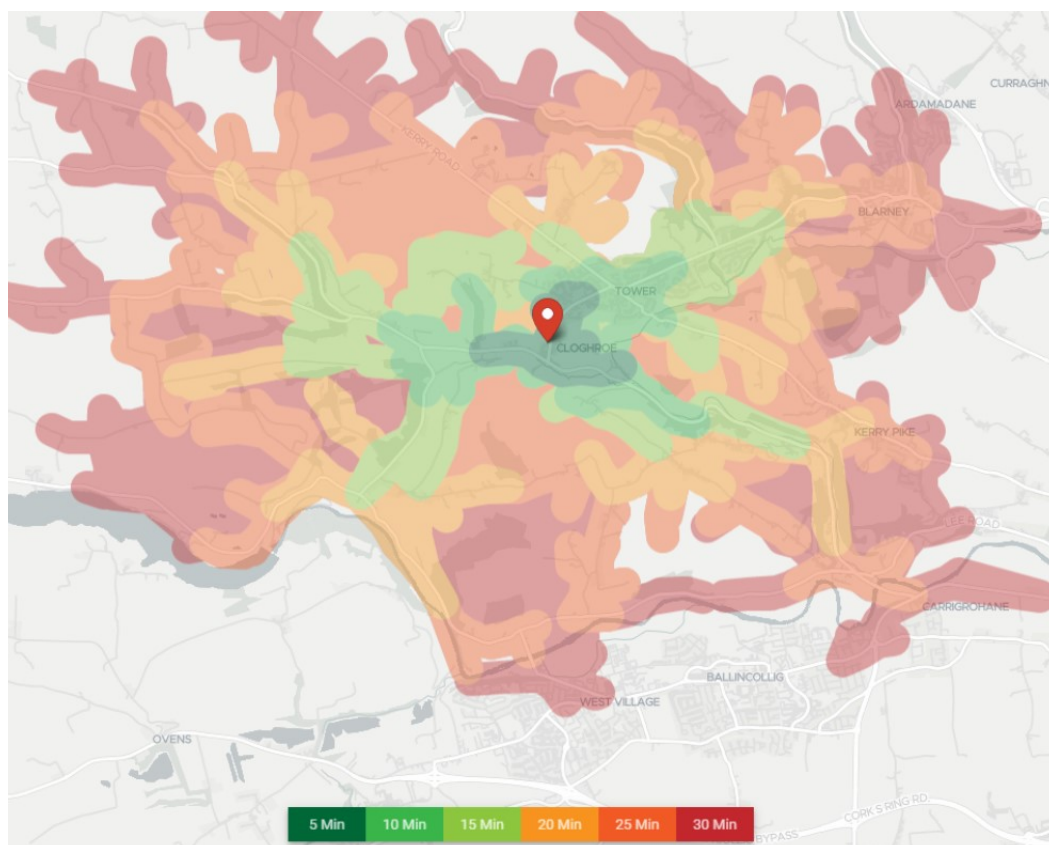 CURRAGHN
ARDAMADANE
KERRY ROAD
BLARNEY
TOWER
CLOGHROE
KERRY PIKE
LEE ROAD
CARRIGROHANE
BALLINCOLLIG
WEST VILLAGE
OVENS
CORK S RING RD.
BYPASS
5 Min 10 Min 15 Min 20 Min 25 Min 30 Min